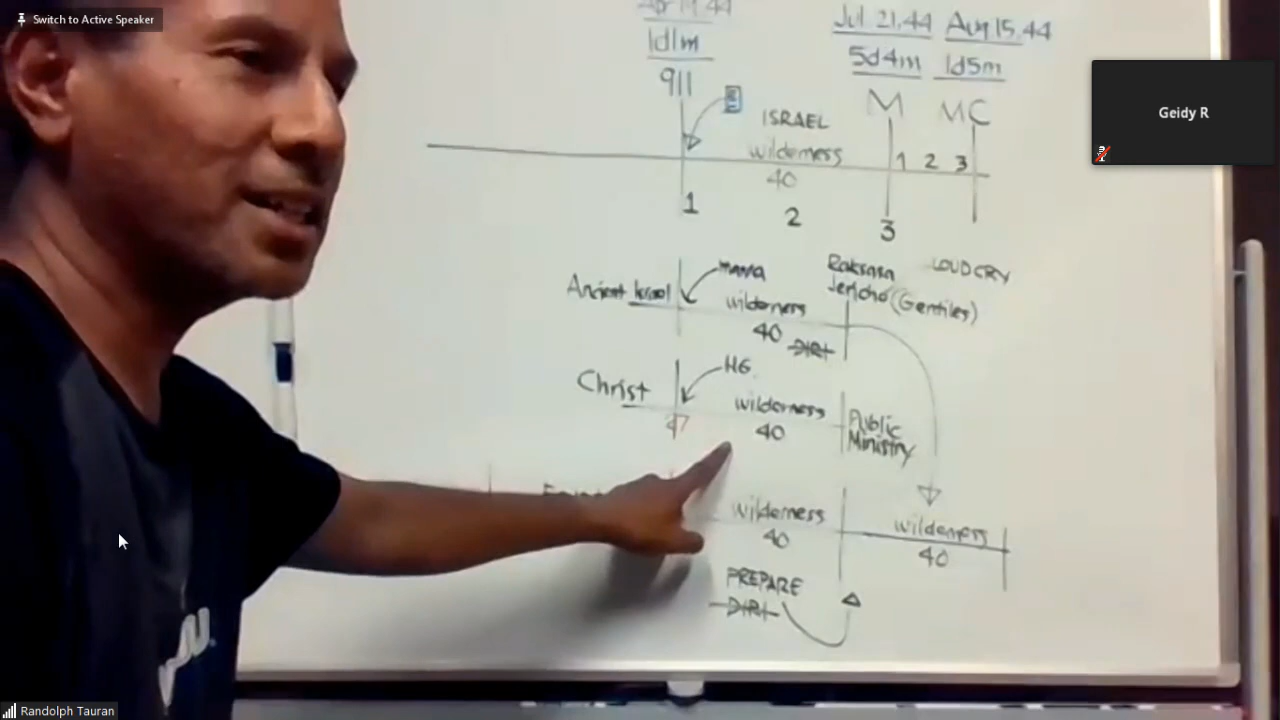 Switch to Active Speaker
Jul 21,44 Aug 15,44
1d1m
5d4m 1d5m
911
M MC
ISRAEL
wilderness
40
1 2 3
1 2 3
Ancient Israel
manna
wilderness
40
DIRt
Jericho (Gentiles)
LOUD CRY
Christ
HG
wilderness
40
Public
Ministry
wilderness
40
wilderness
40
PREPARE
DIRt
Geidy R
Randolph Tauran